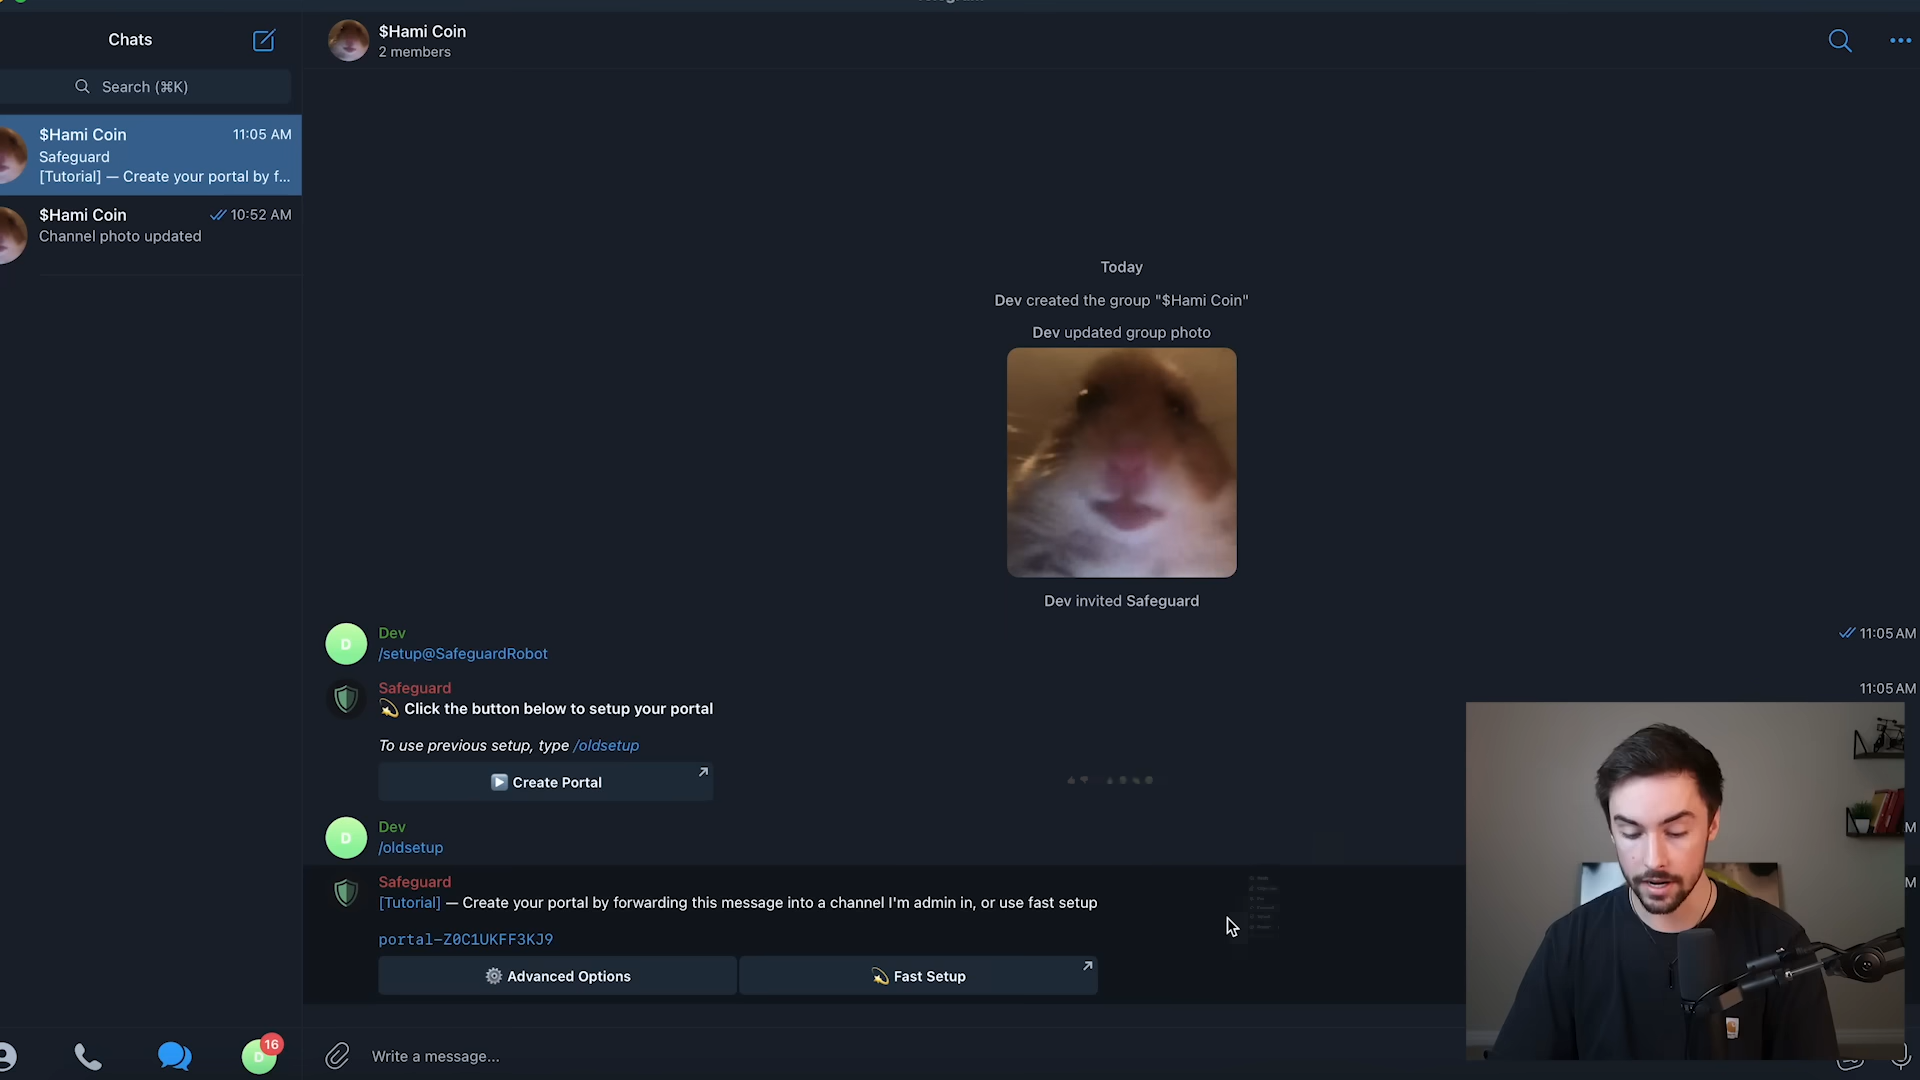 Chats
Search (⌘K)
$Hami Coin
11:05 AM
Safeguard
[Tutorial] — Create your portal by f...
$Hami Coin
10:52 AM
Channel photo updated
16
D
$Hami Coin
2 members
Today
Dev created the group "$Hami Coin"
Dev updated group photo
Dev invited Safeguard
D
Dev
11:05 AM
/setup@SafeguardRobot
Safeguard
11:05 AM
Click the button below to setup your portal
To use previous setup, type /oldsetup
Create Portal
D
Dev
M
/oldsetup
Safeguard
M
[Tutorial] — Create your portal by forwarding this message into a channel I'm admin in, or use fast setup
portal-Z0C1UKFF3KJ9
Advanced Options
Fast Setup
Write a message...